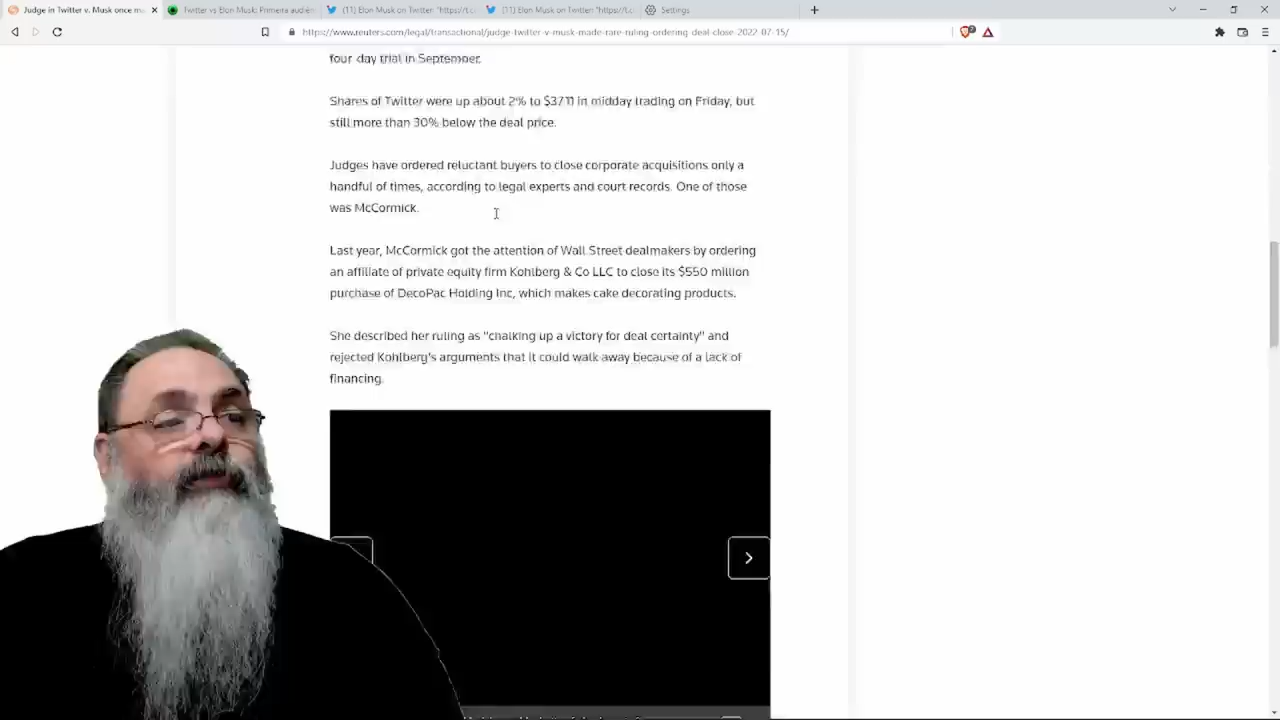 Judge in Twitter v. Musk once m
Twitter vs Elon Musk: Primera audien
(11) Elon Musk on Twitter: "https://t.c
(11) Elon Musk on Twitter: "https://t.c
Settings
https://www.reuters.com/legal/transactional/judge-twitter-v-musk-made-rare-ruling-ordering-deal-close-2022-07-15/
four day trial in September.
Shares of Twitter were up about 2% to $37.11 in midday trading on Friday, but
still more than 30% below the deal price.
Judges have ordered reluctant buyers to close corporate acquisitions only a
handful of times, according to legal experts and court records. One of those
was McCormick.
Last year, McCormick got the attention of Wall Street dealmakers by ordering
an affiliate of private equity firm Kohlberg & Co LLC to close its $550 million
purchase of DecoPac Holding Inc, which makes cake decorating products.
She described her ruling as "chalking up a victory for deal certainty" and
rejected Kohlberg's arguments that it could walk away because of a lack of
financing.